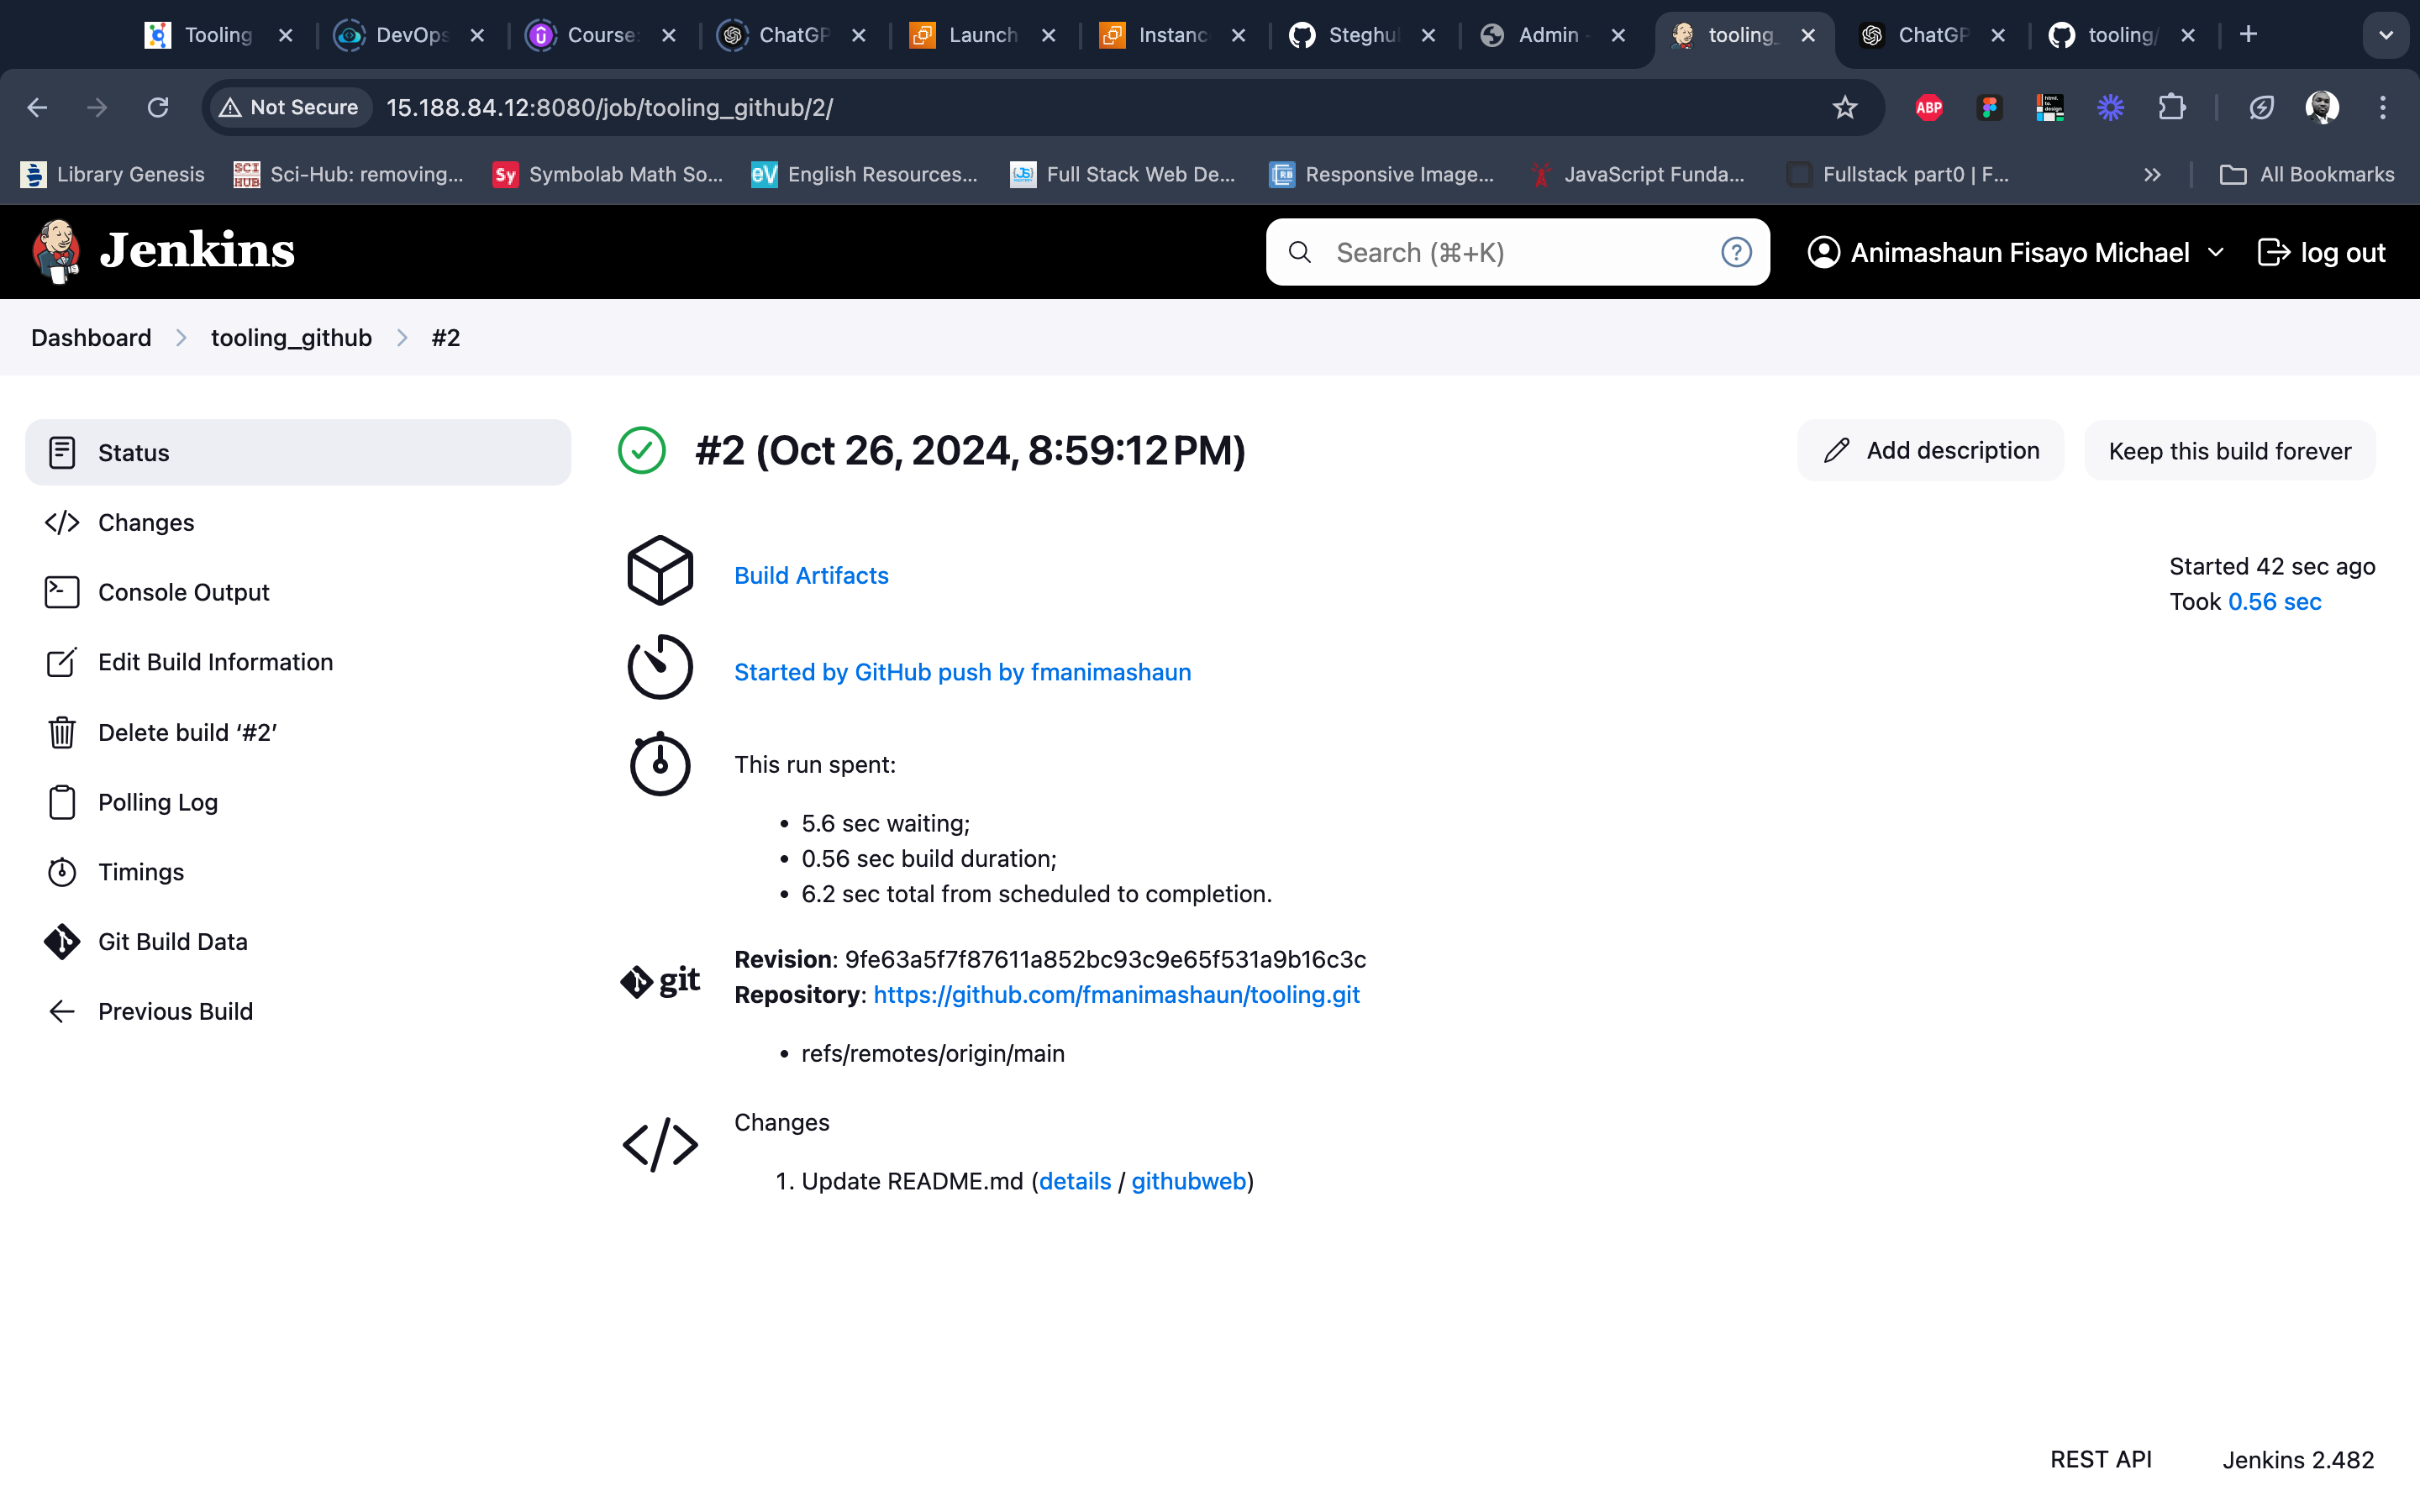 Tooling
DevOps
Course:
ChatGP
Launch
Instanc
Steghu
Admin -
tooling_
ChatGP
tooling/
Not Secure
15.188.84.12:8080/job/tooling_github/2/
ABP
Library Genesis
SCI HUB
Sci-Hub: removing...
Sy
Symbolab Math So...
eV
English Resources...
Full Stack Web De...
Responsive Image...
JavaScript Funda...
Fullstack part0 | F...
All Bookmarks
Jenkins
Search (⌘+K)
Animashaun Fisayo Michael
log out
Dashboard
tooling_github
#2
Status
Changes
Console Output
Edit Build Information
Delete build ‘#2’
Polling Log
Timings
Git Build Data
Previous Build
#2 (Oct 26, 2024, 8:59:12 PM)
Add description
Keep this build forever
Build Artifacts
Started 42 sec ago
Took 0.56 sec
Started by GitHub push by fmanimashaun
This run spent:
• 5.6 sec waiting;
• 0.56 sec build duration;
• 6.2 sec total from scheduled to completion.
git
Revision: 9fe63a5f7f87611a852bc93c9e65f531a9b16c3c
Repository: https://github.com/fmanimashaun/tooling.git
• refs/remotes/origin/main
Changes
1. Update README.md (details / githubweb)
REST API
Jenkins 2.482